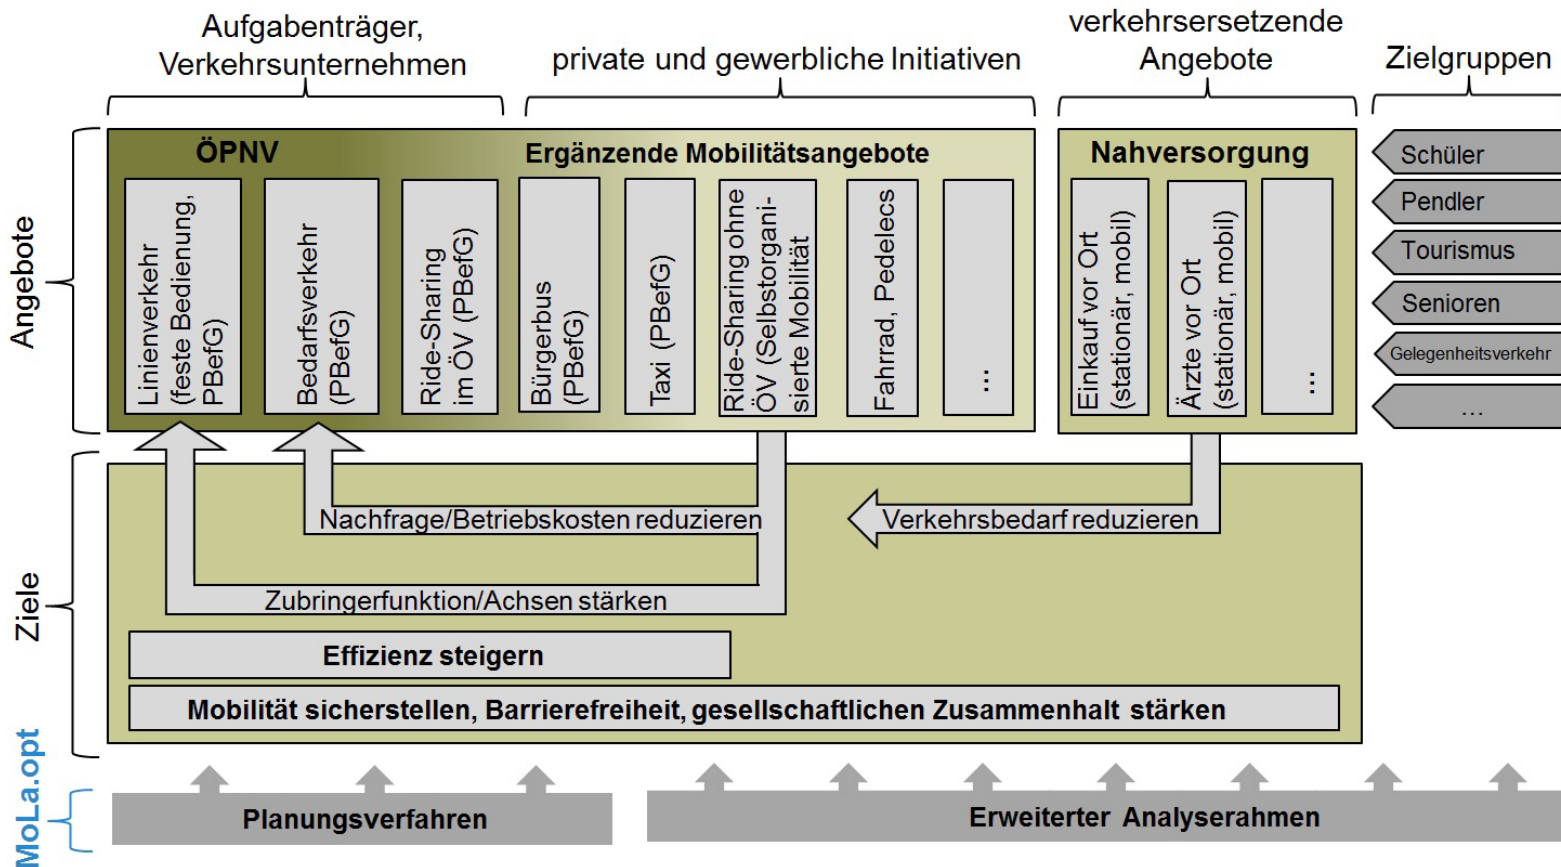 Aufgabenträger,
Verkehrsunternehmen
private und gewerbliche Initiativen
verkehrsersetzende
Angebote
Zielgruppen
Angebote
ÖPNV
Ergänzende Mobilitätsangebote
Nahversorgung
Linienverkehr
(feste Bedienung,
PBefG)
Bedarfsverkehr
(PBefG)
Ride-Sharing
im ÖV (PBefG)
Bürgerbus
(PBefG)
Taxi (PBefG)
Ride-Sharing ohne
ÖV (Selbstorgani-
sierte Mobilität
Fahrrad, Pedelecs
...
Einkauf vor Ort
(stationär, mobil)
Ärzte vor Ort
(stationär, mobil)
...
Schüler
Pendler
Tourismus
Senioren
Gelegenheitsverkehr
...
Ziele
Nachfrage/Betriebskosten reduzieren
Verkehrsbedarf reduzieren
Zubringerfunktion/Achsen stärken
Effizienz steigern
Mobilität sicherstellen, Barrierefreiheit, gesellschaftlichen Zusammenhalt stärken
MoLa.opt
Planungsverfahren
Erweiterter Analyserahmen